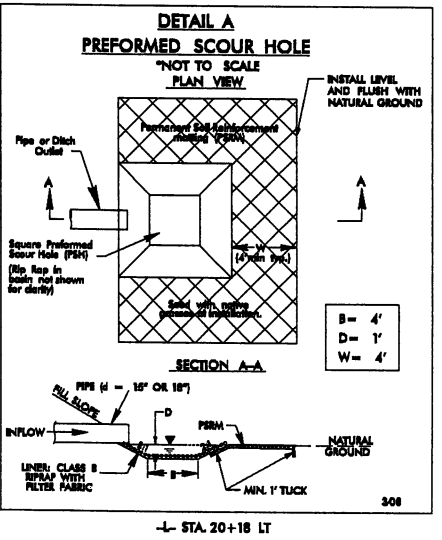 DETAIL A
PREFORMED SCOUR HOLE
*NOT TO SCALE
PLAN VIEW
INSTALL LEVEL
AND FLUSH WITH
NATURAL GROUND
Permanent Soil Reinforcement
matting (PSRM)
Pipe or Ditch
Outlet
A
A
Square Preformed
Scour Hole (PSH)
(Rip Rap in
basin not shown
for clarity)
W
(4' min typ.)
Seed with native
grasses at installation.
B= 4'
D= 1'
W= 4'
SECTION A-A
PIPE (d = 15" OR 18")
FILL SLOPE
D
PSRM
INFLOW
NATURAL
GROUND
B
LINER: CLASS B
RIPRAP WITH
FILTER FABRIC
MIN. 1' TUCK
3-08
-L- STA. 20+18 LT